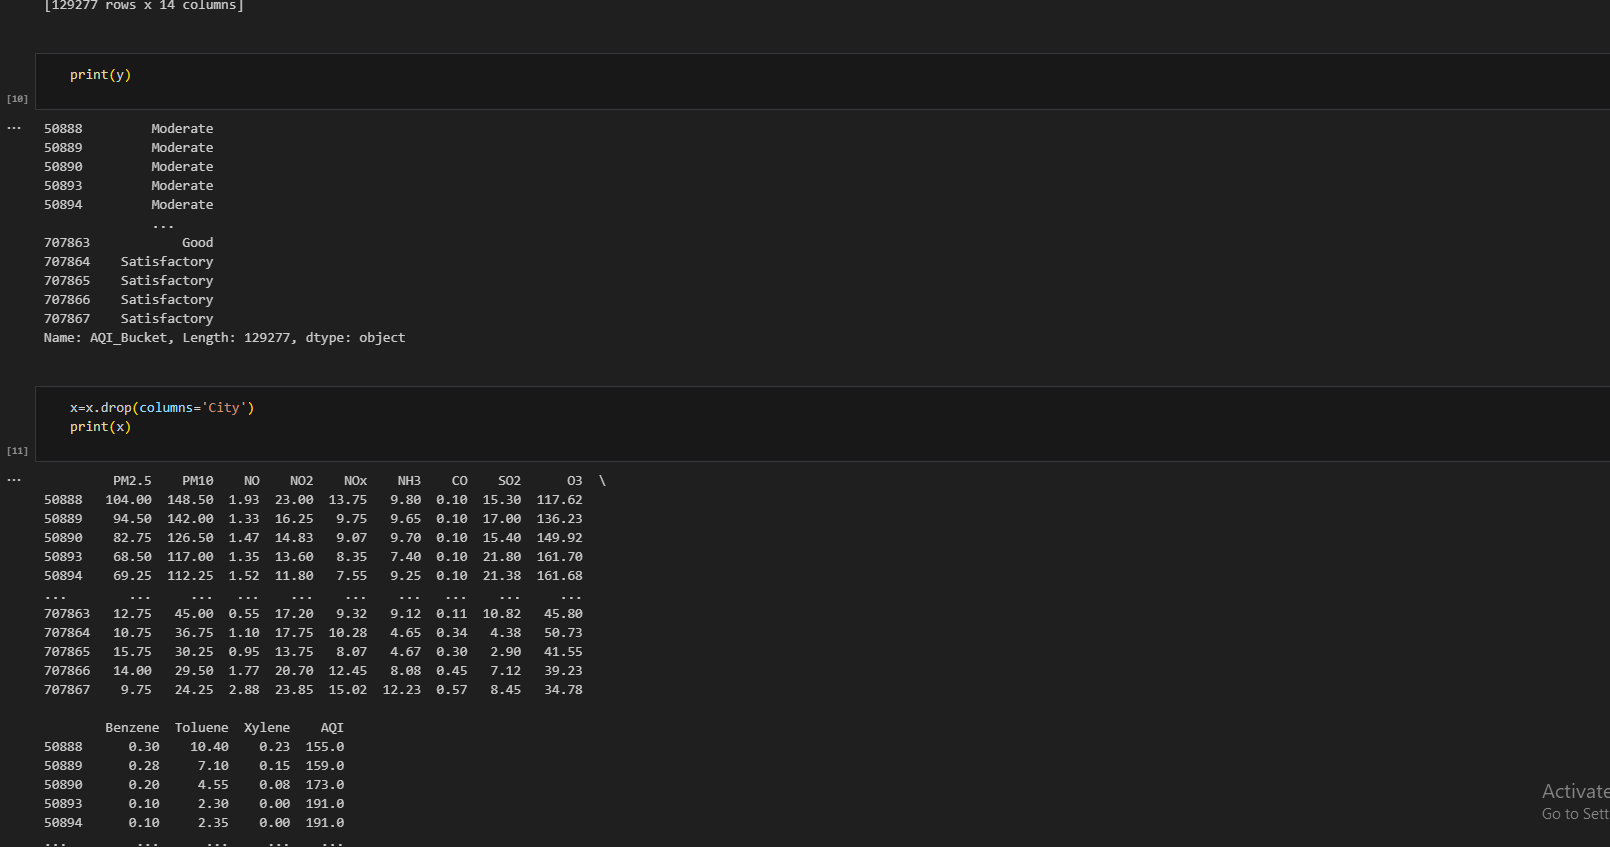 [129277 rows x 14 columns]
print(y)
[10]
...
50888 Moderate
50889 Moderate
50890 Moderate
50893 Moderate
50894 Moderate
...
707863 Good
707864 Satisfactory
707865 Satisfactory
707866 Satisfactory
707867 Satisfactory
Name: AQI_Bucket, Length: 129277, dtype: object
x=x.drop(columns='City')
print(x)
[11]
...
PM2.5 PM10 NO NO2 NOx NH3 CO SO2 O3 \
50888 104.00 148.50 1.93 23.00 13.75 9.80 0.10 15.30 117.62
50889 94.50 142.00 1.33 16.25 9.75 9.65 0.10 17.00 136.23
50890 82.75 126.50 1.47 14.83 9.07 9.70 0.10 15.40 149.92
50893 68.50 117.00 1.35 13.60 8.35 7.40 0.10 21.80 161.70
50894 69.25 112.25 1.52 11.80 7.55 9.25 0.10 21.38 161.68
... ... ... ... ... ... ... ... ... ...
707863 12.75 45.00 0.55 17.20 9.32 9.12 0.11 10.82 45.80
707864 10.75 36.75 1.10 17.75 10.28 4.65 0.34 4.38 50.73
707865 15.75 30.25 0.95 13.75 8.07 4.67 0.30 2.90 41.55
707866 14.00 29.50 1.77 20.70 12.45 8.08 0.45 7.12 39.23
707867 9.75 24.25 2.88 23.85 15.02 12.23 0.57 8.45 34.78
Benzene Toluene Xylene AQI
50888 0.30 10.40 0.23 155.0
50889 0.28 7.10 0.15 159.0
50890 0.20 4.55 0.08 173.0
50893 0.10 2.30 0.00 191.0
50894 0.10 2.35 0.00 191.0
... ... ... ... ...
Activate
Go to Sett